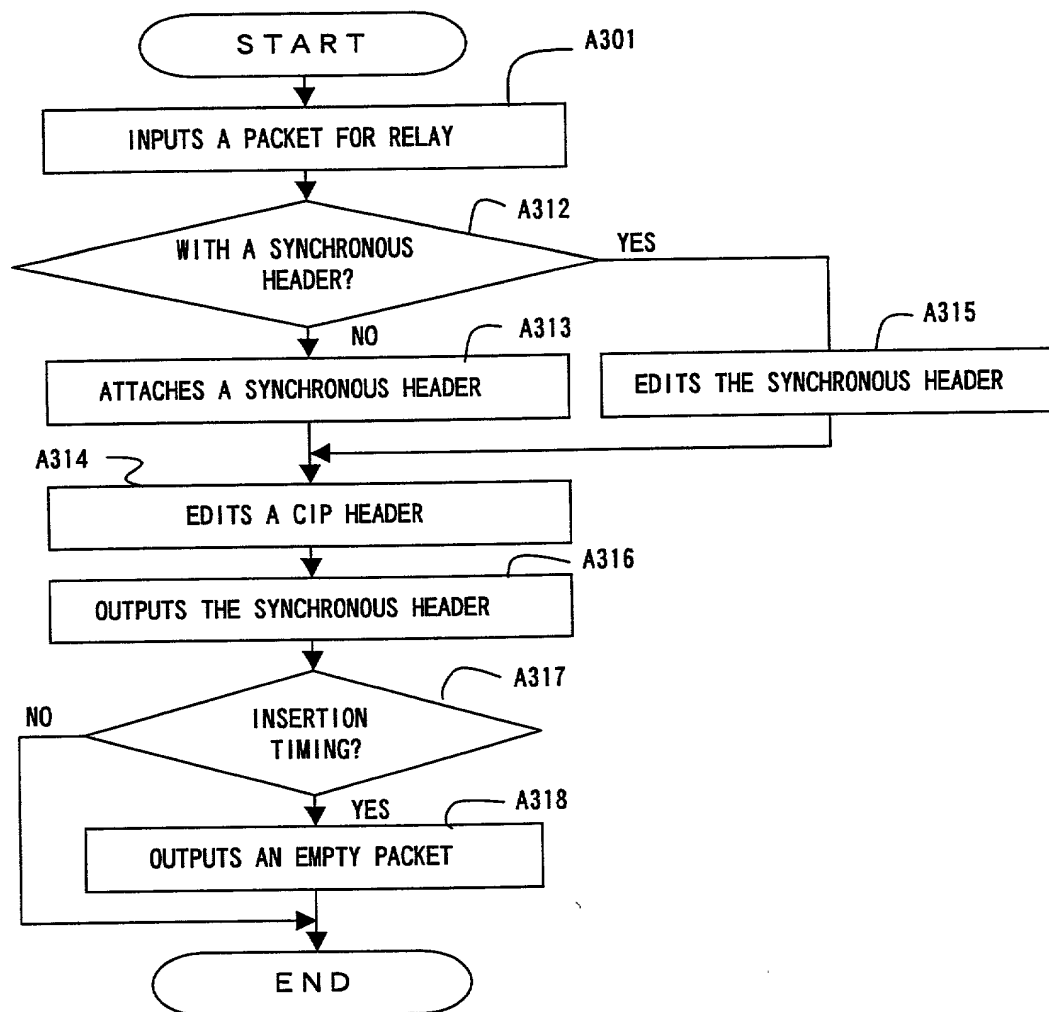 START
A301
INPUTS A PACKET FOR RELAY
A312
WITH A SYNCHRONOUS
HEADER?
YES
NO
A313
A315
ATTACHES A SYNCHRONOUS HEADER
EDITS THE SYNCHRONOUS HEADER
A314
EDITS A CIP HEADER
A316
OUTPUTS THE SYNCHRONOUS HEADER
A317
NO
INSERTION
TIMING?
YES
A318
OUTPUTS AN EMPTY PACKET
END